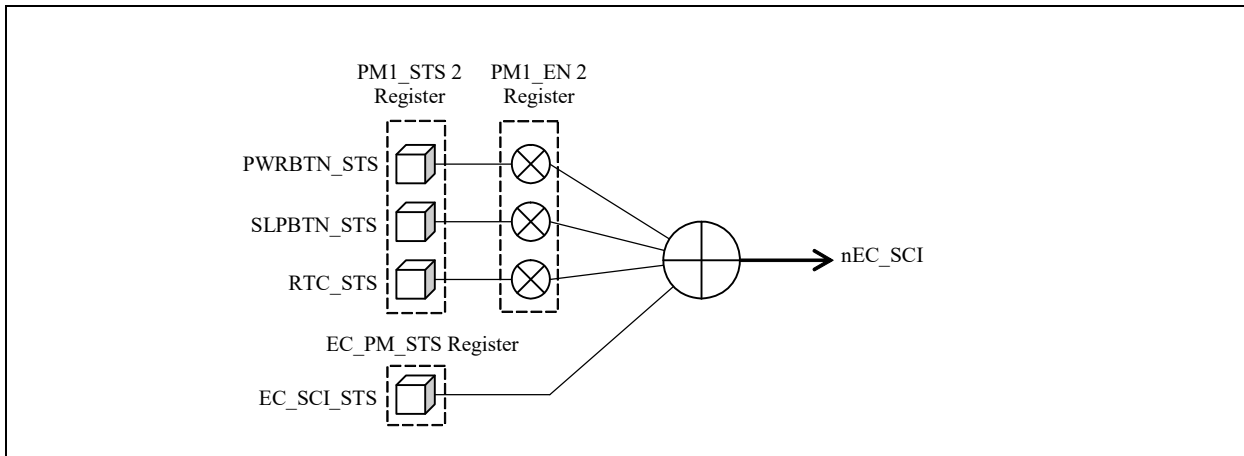 PM1_STS 2
Register
PM1_EN 2
Register
PWRBTN_STS
SLPBTN_STS
RTC_STS
nEC_SCI
EC_PM_STS Register
EC_SCI_STS